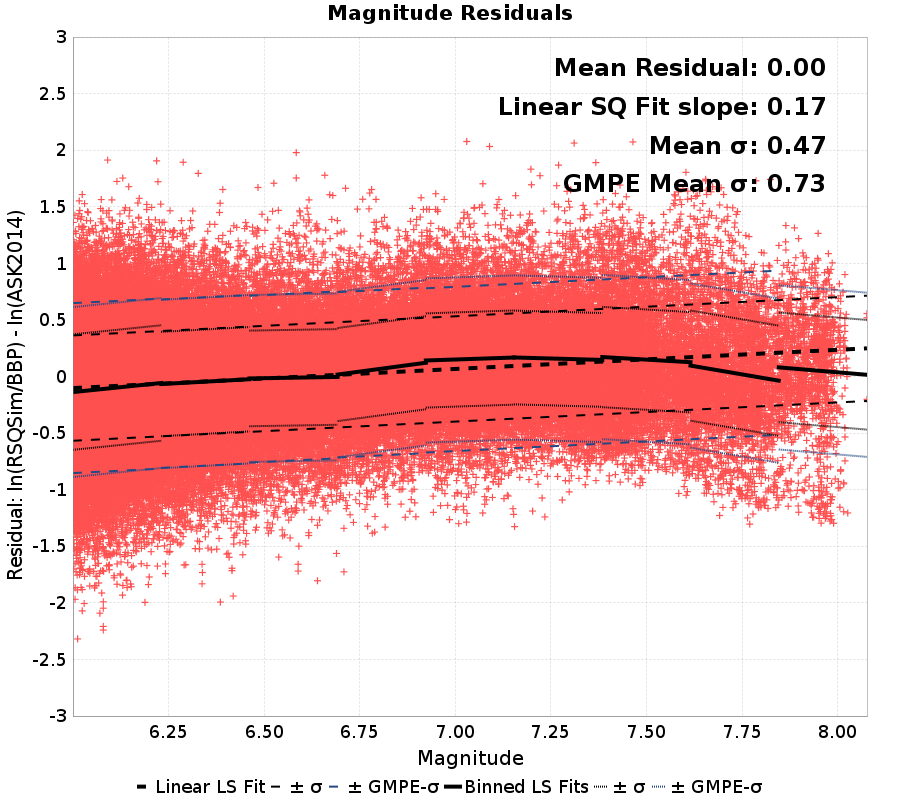 Magnitude Residuals
Mean Residual: 0.00
Linear SQ Fit slope: 0.17
Mean σ: 0.47
GMPE Mean σ: 0.73
Residual: ln(RSQSim/BBP) - ln(ASK2014)
3
2.5
2
1.5
1
0.5
0
-0.5
-1
-1.5
-2
-2.5
-3
6.25 6.50 6.75 7.00 7.25 7.50 7.75 8.00
Magnitude
Linear LS Fit ± σ ± GMPE-σ Binned LS Fits ± σ ± GMPE-σ